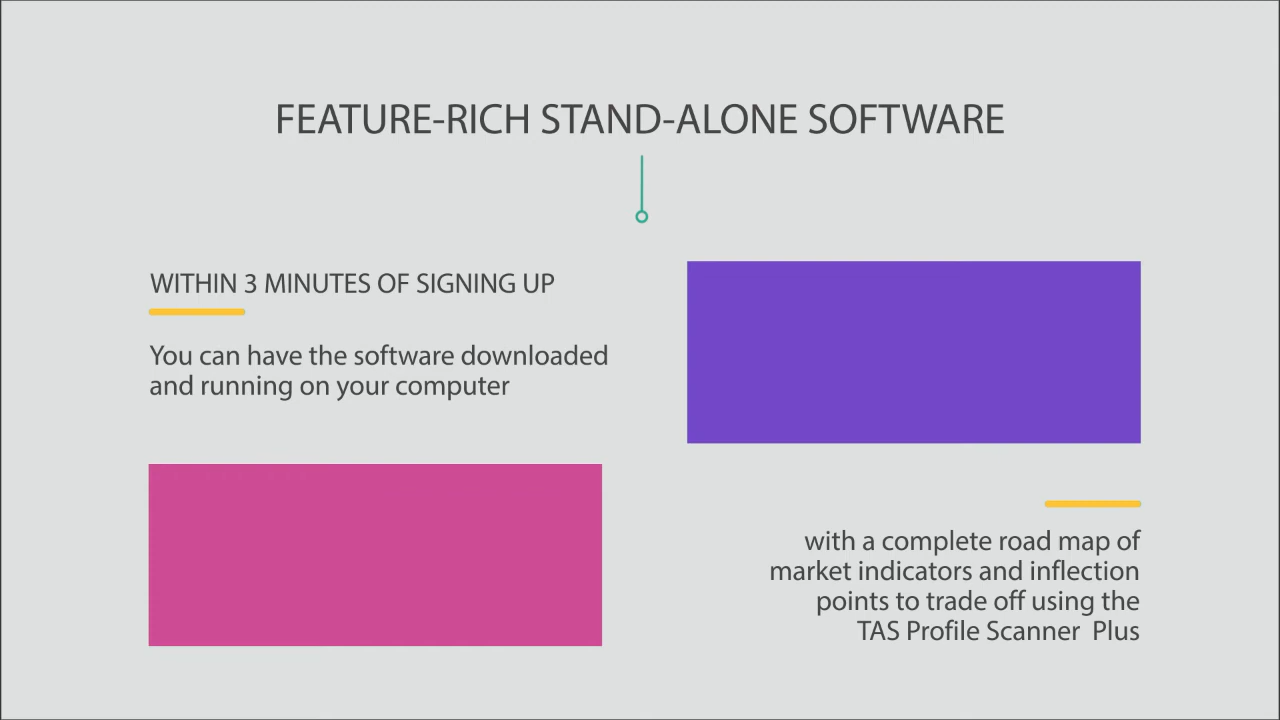 FEATURE-RICH STAND-ALONE SOFTWARE
WITHIN 3 MINUTES OF SIGNING UP
You can have the software downloaded
and running on your computer
with a complete road map of
market indicators and inflection
points to trade off using the
TAS Profile Scanner  Plus